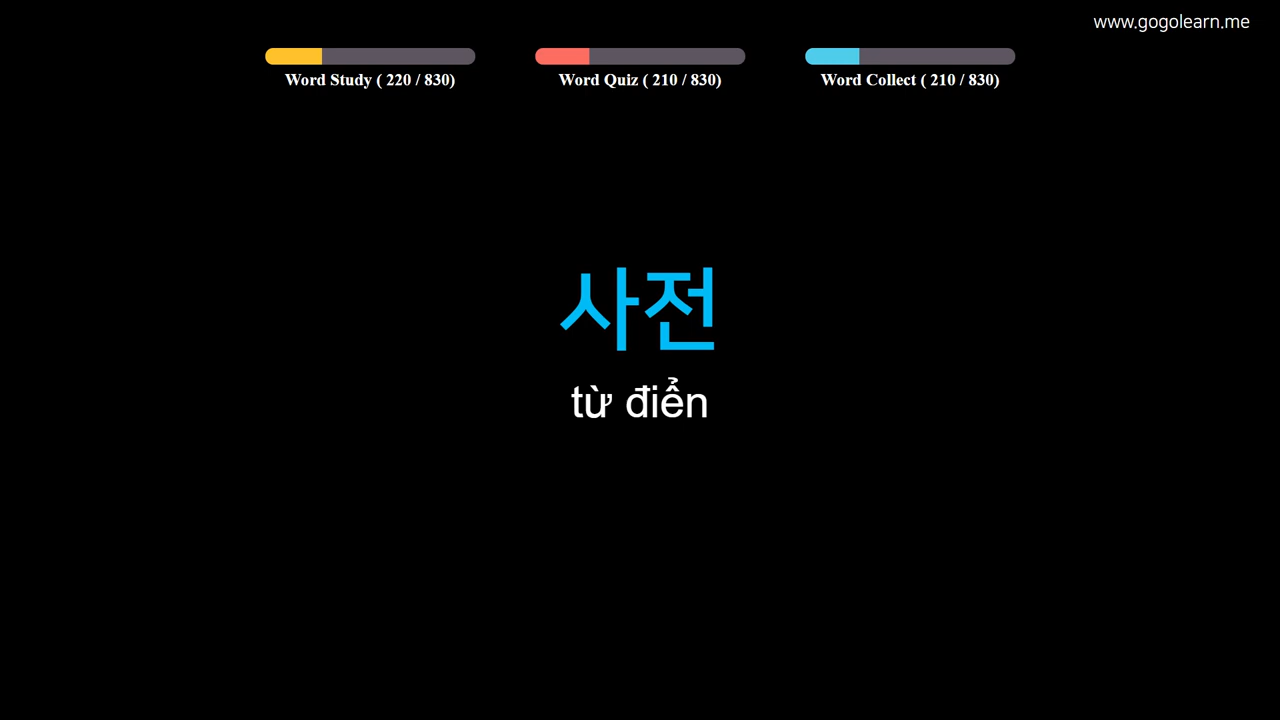 www.gogolearn.me
Word Study ( 220 / 830)
Word Quiz ( 210 / 830)
Word Collect ( 210 / 830)
사전
từ điển